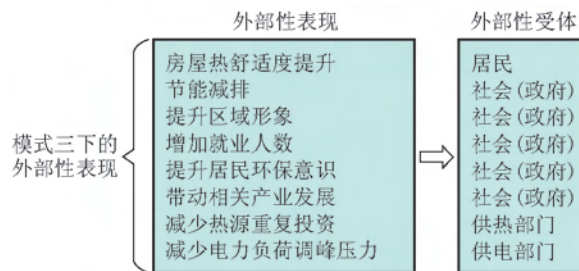 外部性表现
外部性受体
模式三下的
外部性表现
房屋热舒适度提升
节能减排
提升区域形象
增加就业人数
提升居民环保意识
带动相关产业发展
减少热源重复投资
减少电力负荷调峰压力
居民
社会(政府)
社会(政府)
社会(政府)
社会(政府)
社会(政府)
供热部门
供电部门